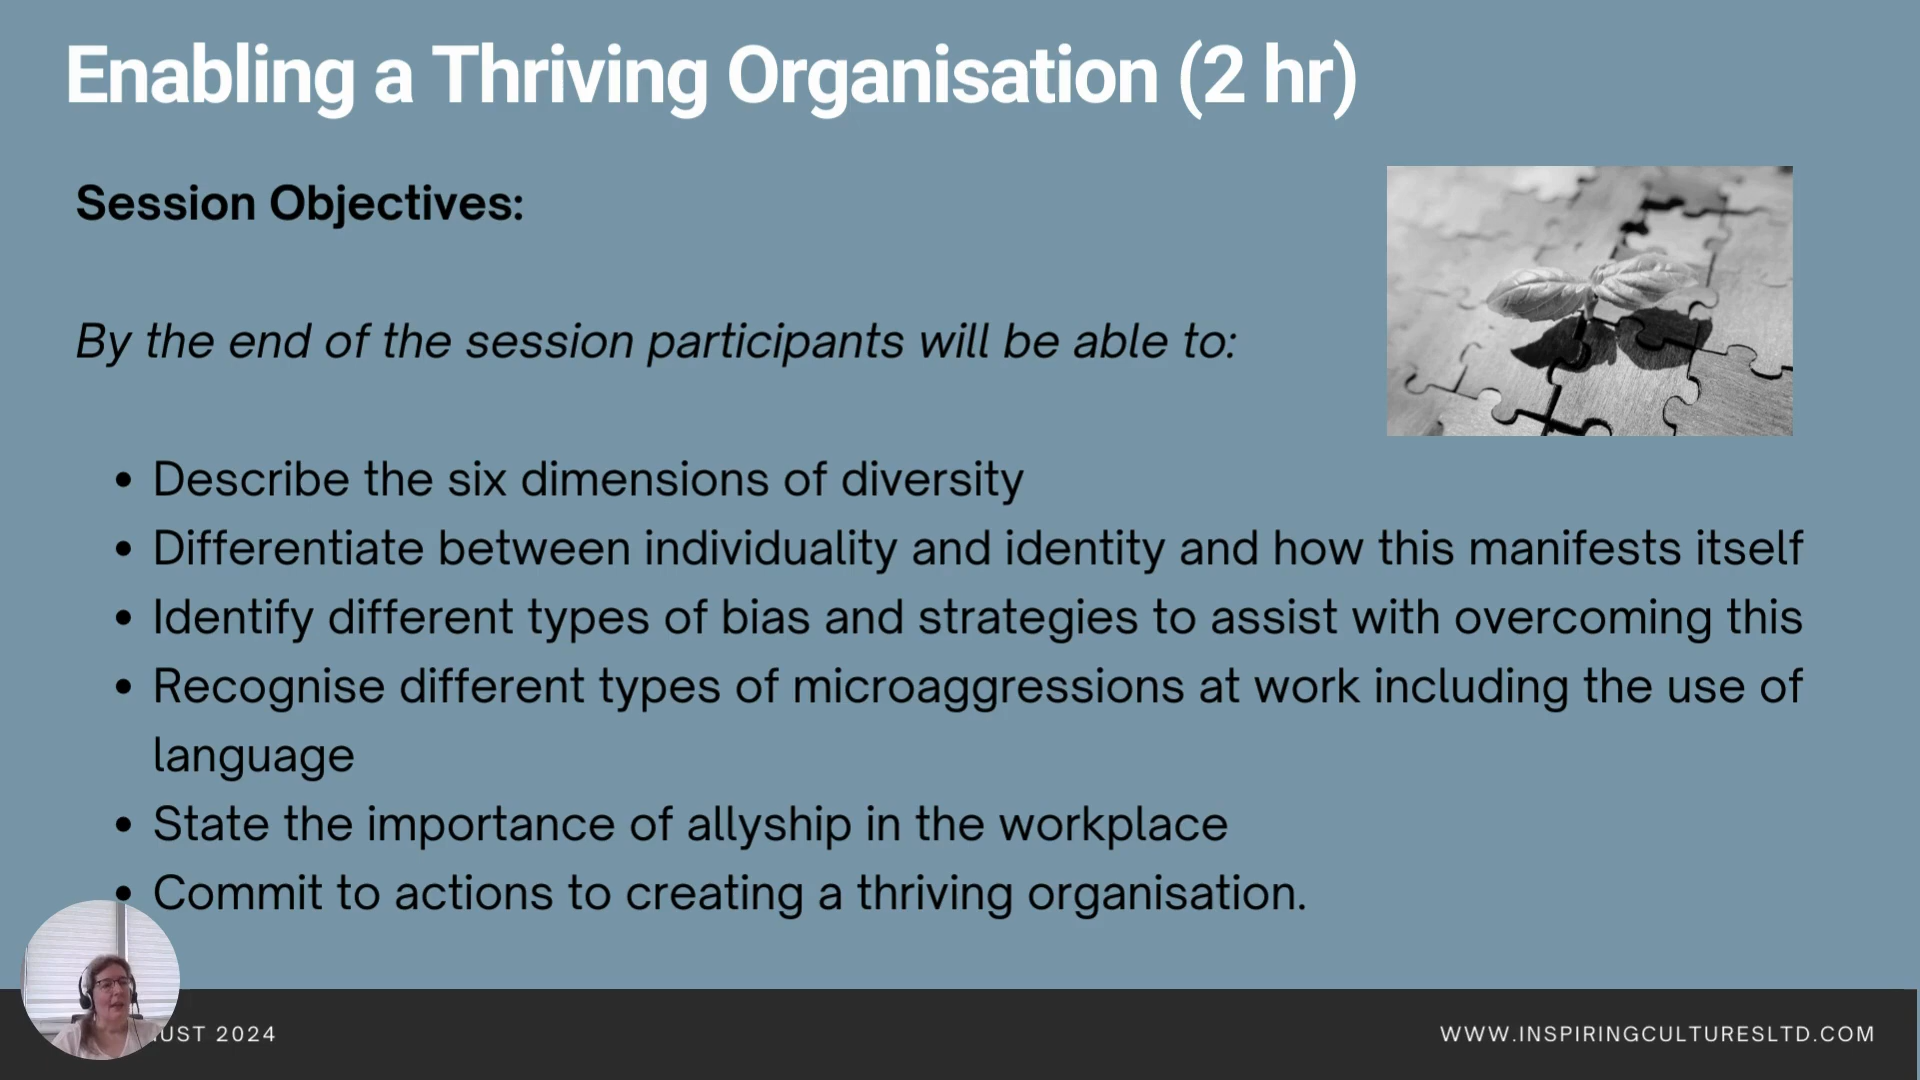 Enabling a Thriving Organisation (2 hr)
Session Objectives:
By the end of the session participants will be able to:
• Describe the six dimensions of diversity
• Differentiate between individuality and identity and how this manifests itself
• Identify different types of bias and strategies to assist with overcoming this
• Recognise different types of microaggressions at work including the use of
language
• State the importance of allyship in the workplace
• Commit to actions to creating a thriving organisation.
2024
WWW.INSPIRINGCULTURESLTD.COM